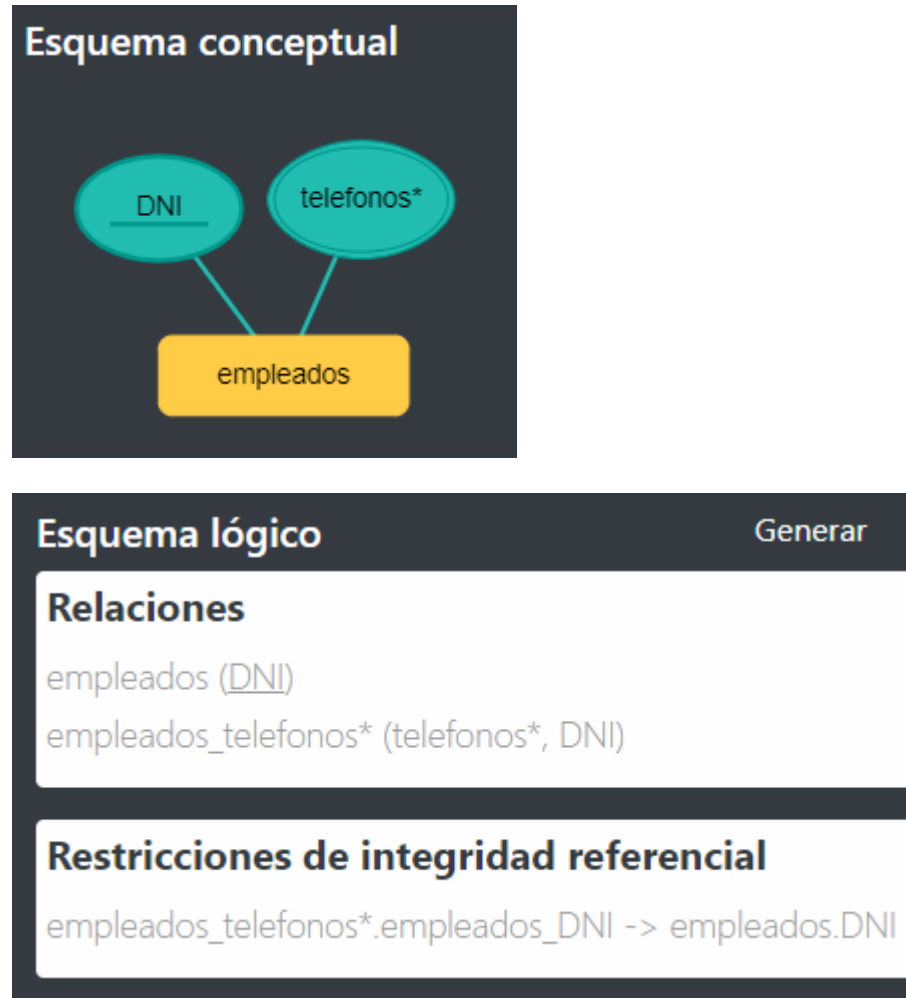 Esquema conceptual
DNI
telefonos*
empleados
Esquema lógico
Generar
Relaciones
empleados (DNI)
empleados_telefonos* (telefonos*, DNI)
Restricciones de integridad referencial
empleados_telefonos*.empleados_DNI -> empleados.DNI